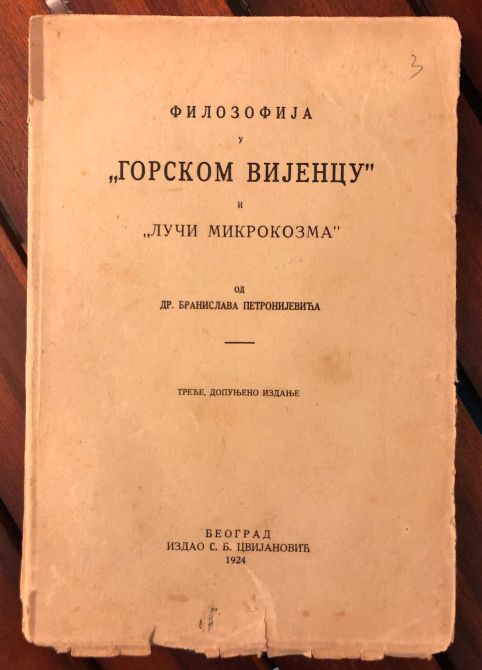 3
ФИЛОЗОФИЈА
У
„ГОРСКОМ ВИЈЕНЦУ”
И
„ЛУЧИ МИКРОКОЗМА”
ОД
ДР. БРАНИСЛАВА ПЕТРОНИЈЕВИЋА
ТРЕЋЕ, ДОПУЊЕНО ИЗДАЊЕ
БЕОГРАД
ИЗДАО С. Б. ЦВИЈАНОВИЋ
1924